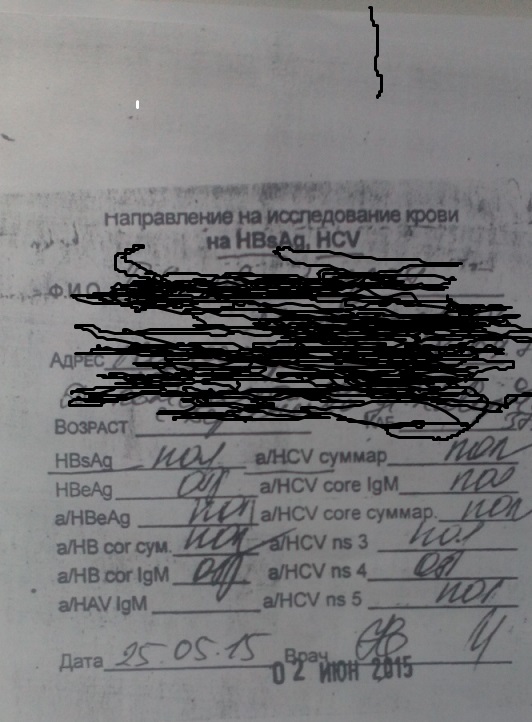 Направление на исследование крови
на HBsAg, HCV
Ф.И.О.
Адрес
Возраст
HBsAg пол а/HCV суммар пол
HBeAg отр а/HCV core IgM пол
а/HBeAg пол а/HCV core суммар. пол
а/HB cor сум. пол а/HCV ns 3 пол
а/HB cor IgM отр а/HCV ns 4 отр
а/HAV IgM а/HCV ns 5 пол
Дата 25.05.15 Врач
02 ИЮН 2015